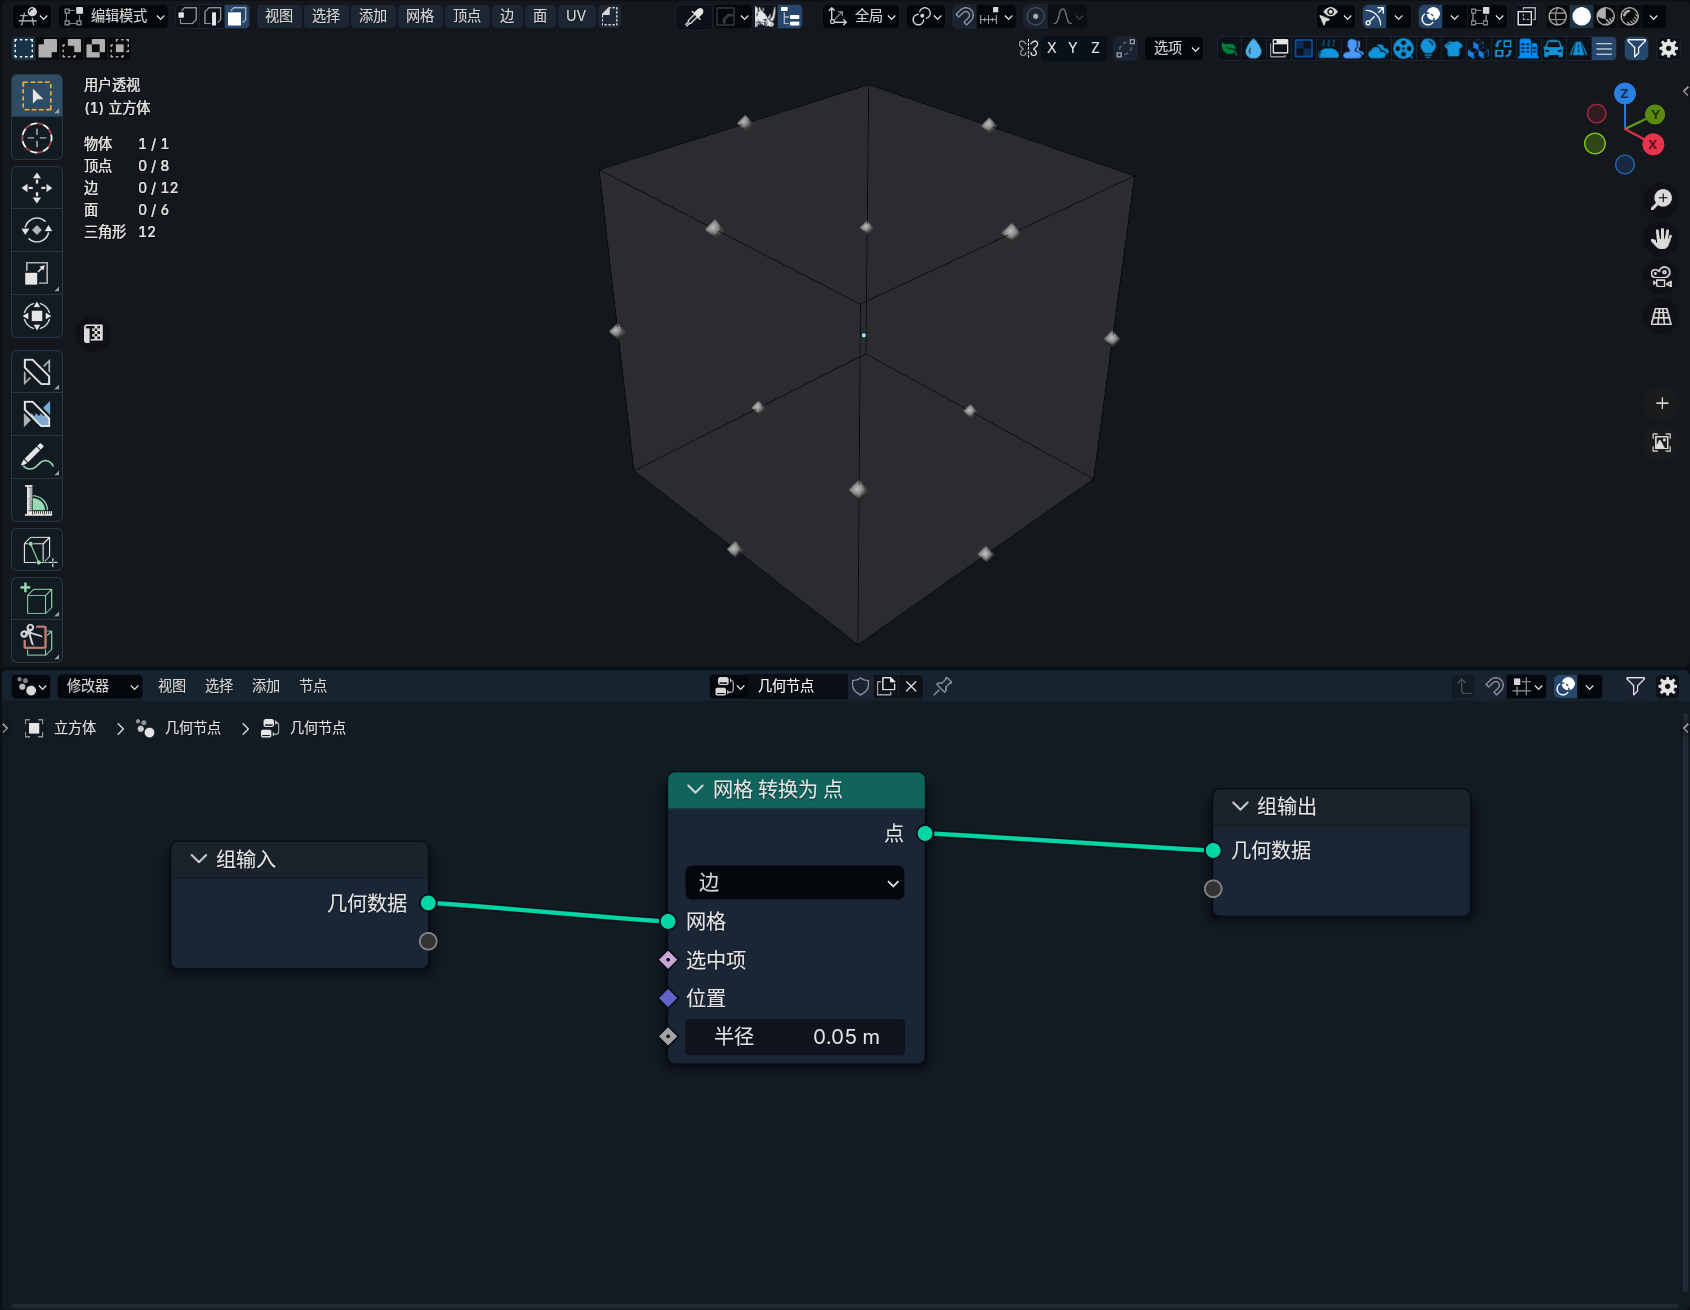 编辑模式 视图 选择 添加 网格 顶点 边 面 UV 全局
X Y Z 选项
用户透视
(1) 立方体
物体 1 / 1
顶点 0 / 8
边 0 / 12
面 0 / 6
三角形 12
Z
Y
X
修改器 视图 选择 添加 节点 几何节点
立方体 几何节点 几何节点
网格 转换为 点
点
边
网格
选中项
位置
半径 0.05 m
组输入
几何数据
组输出
几何数据